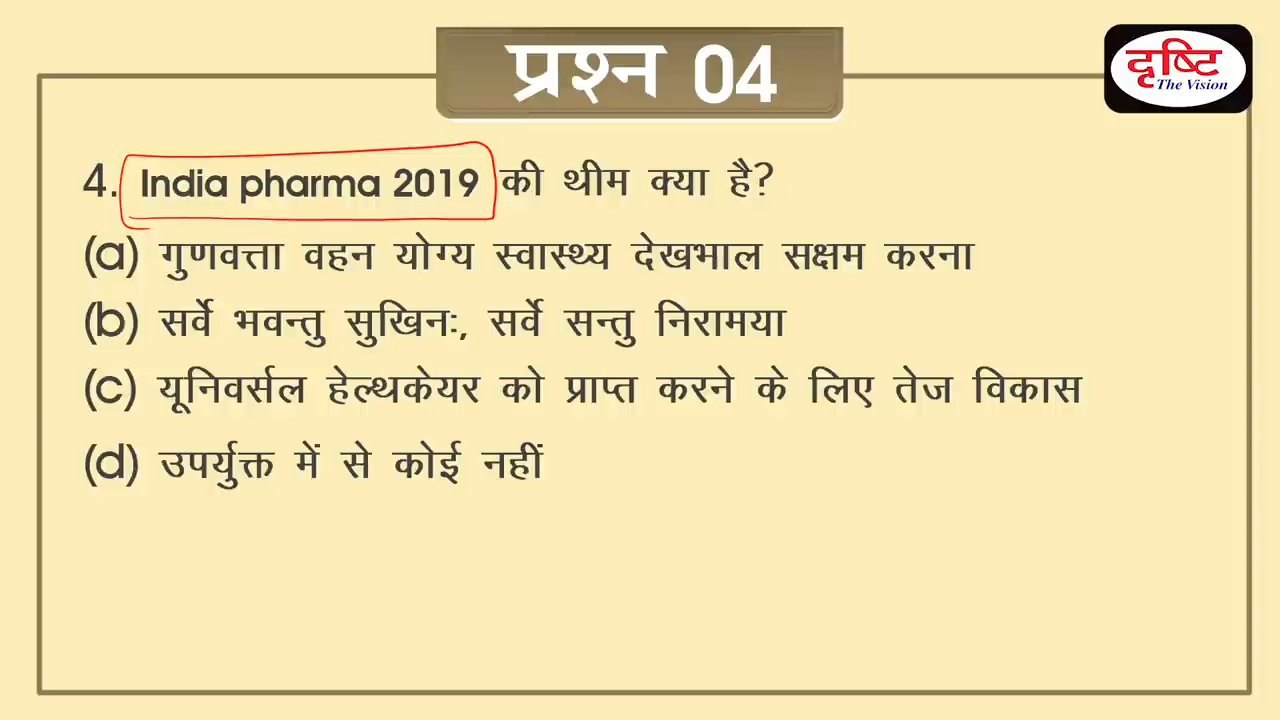 प्रश्न 04
दृष्टि
The Vision
4. India pharma 2019 की थीम क्या है?
(a) गुणवत्ता वहन योग्य स्वास्थ्य देखभाल सक्षम करना
(b) सर्वे भवन्तु सुखिनः, सर्वे सन्तु निरामया
(c) यूनिवर्सल हेल्थकेयर को प्राप्त करने के लिए तेज विकास
(d) उपर्युक्त में से कोई नहीं